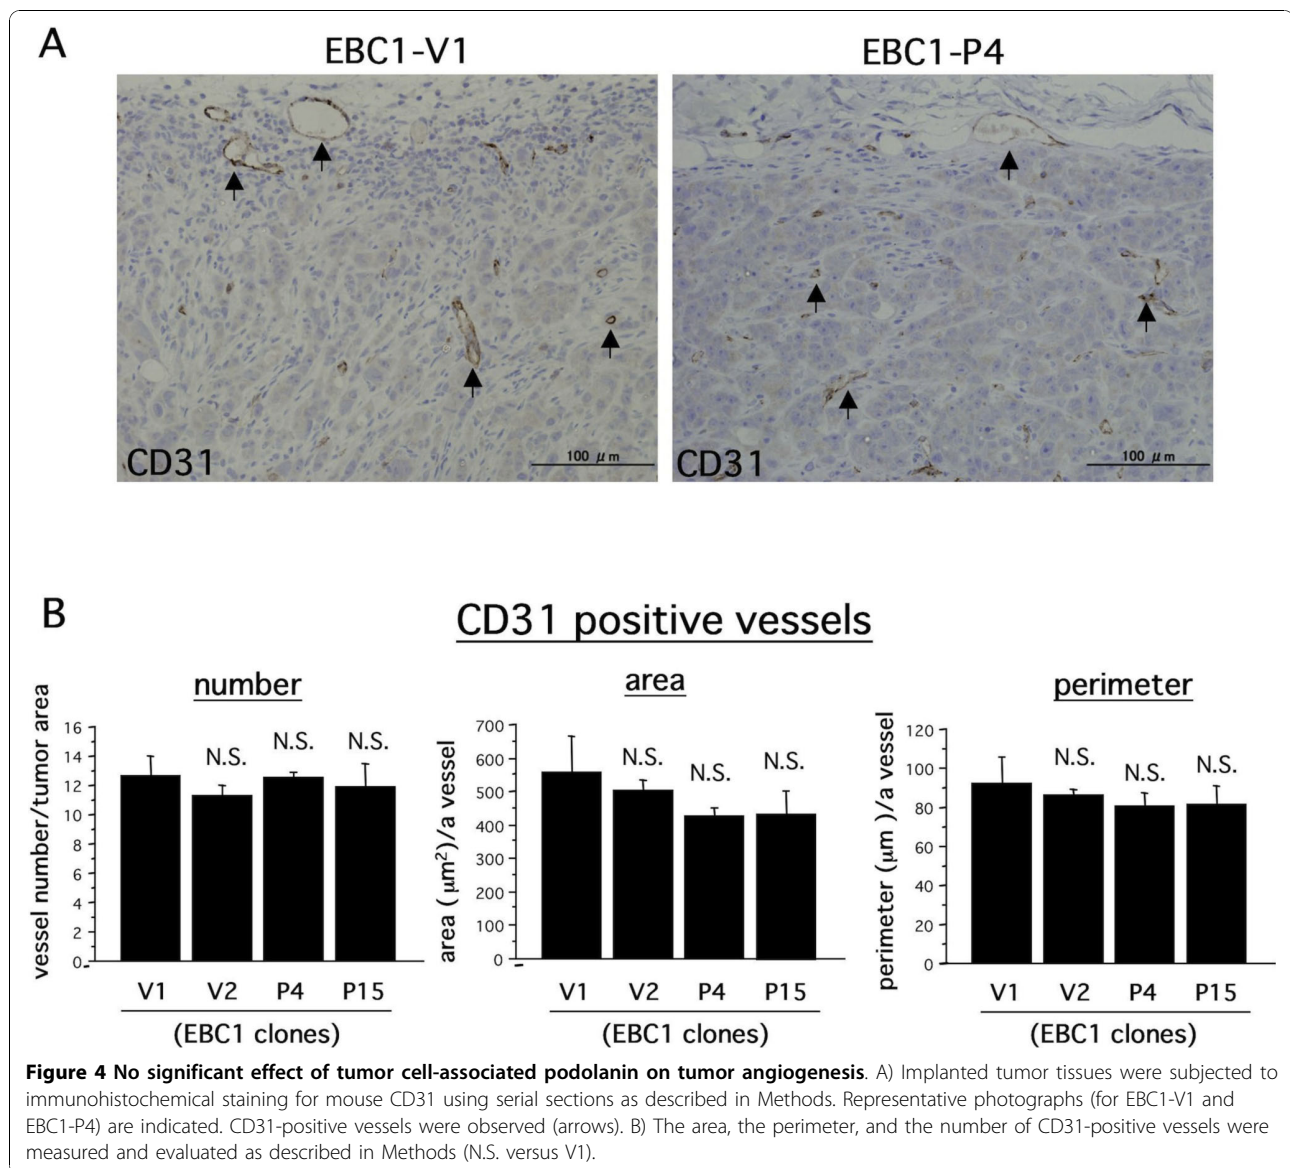 A
EBC1-V1
EBC1-P4
CD31
100 μm
CD31
100 μm
B
CD31 positive vessels
number
vessel number/tumor area
16
14
12
10
8
6
4
2
0
N.S.
N.S.
N.S.
V1 V2 P4 P15
(EBC1 clones)
area
area ( μm²)/a vessel
700
600
500
400
300
200
100
0
N.S.
N.S.
N.S.
V1 V2 P4 P15
(EBC1 clones)
perimeter
perimeter (μm )/a vessel
120
100
80
60
40
20
0
N.S.
N.S.
N.S.
V1 V2 P4 P15
(EBC1 clones)
Figure 4 No significant effect of tumor cell-associated podolanin on tumor angiogenesis. A) Implanted tumor tissues were subjected to
immunohistochemical staining for mouse CD31 using serial sections as described in Methods. Representative photographs (for EBC1-V1 and
EBC1-P4) are indicated. CD31-positive vessels were observed (arrows). B) The area, the perimeter, and the number of CD31-positive vessels were
measured and evaluated as described in Methods (N.S. versus V1).